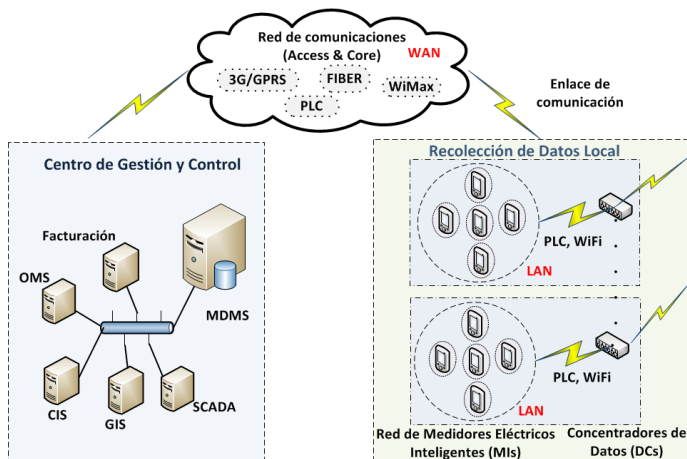 Red de comunicaciones
(Access & Core) WAN
3G/GPRS
FIBER
WiMax
PLC
Enlace de
comunicación
Centro de Gestión y Control
Facturación
OMS
MDMS
CIS
GIS
SCADA
Recolección de Datos Local
PLC, WiFi
LAN
PLC, WiFi
LAN
Red de Medidores Eléctricos
Inteligentes (MIs)
Concentradores de
Datos (DCs)